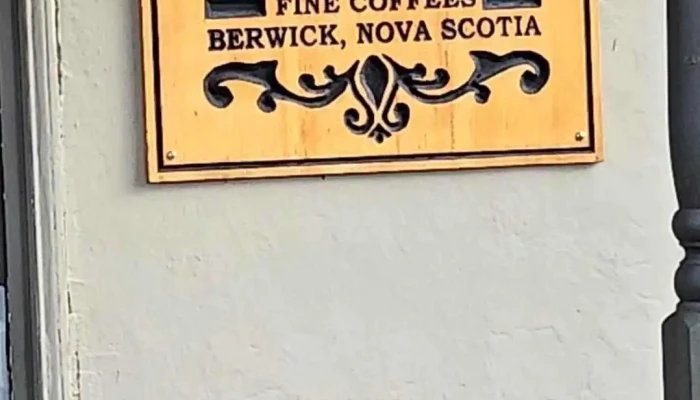 FINE COFFEES
BERWICK, NOVA SCOTIA